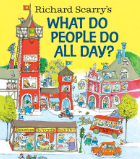 Richard Scarry's
WHAT DO
PEOPLE DO
ALL DAY?